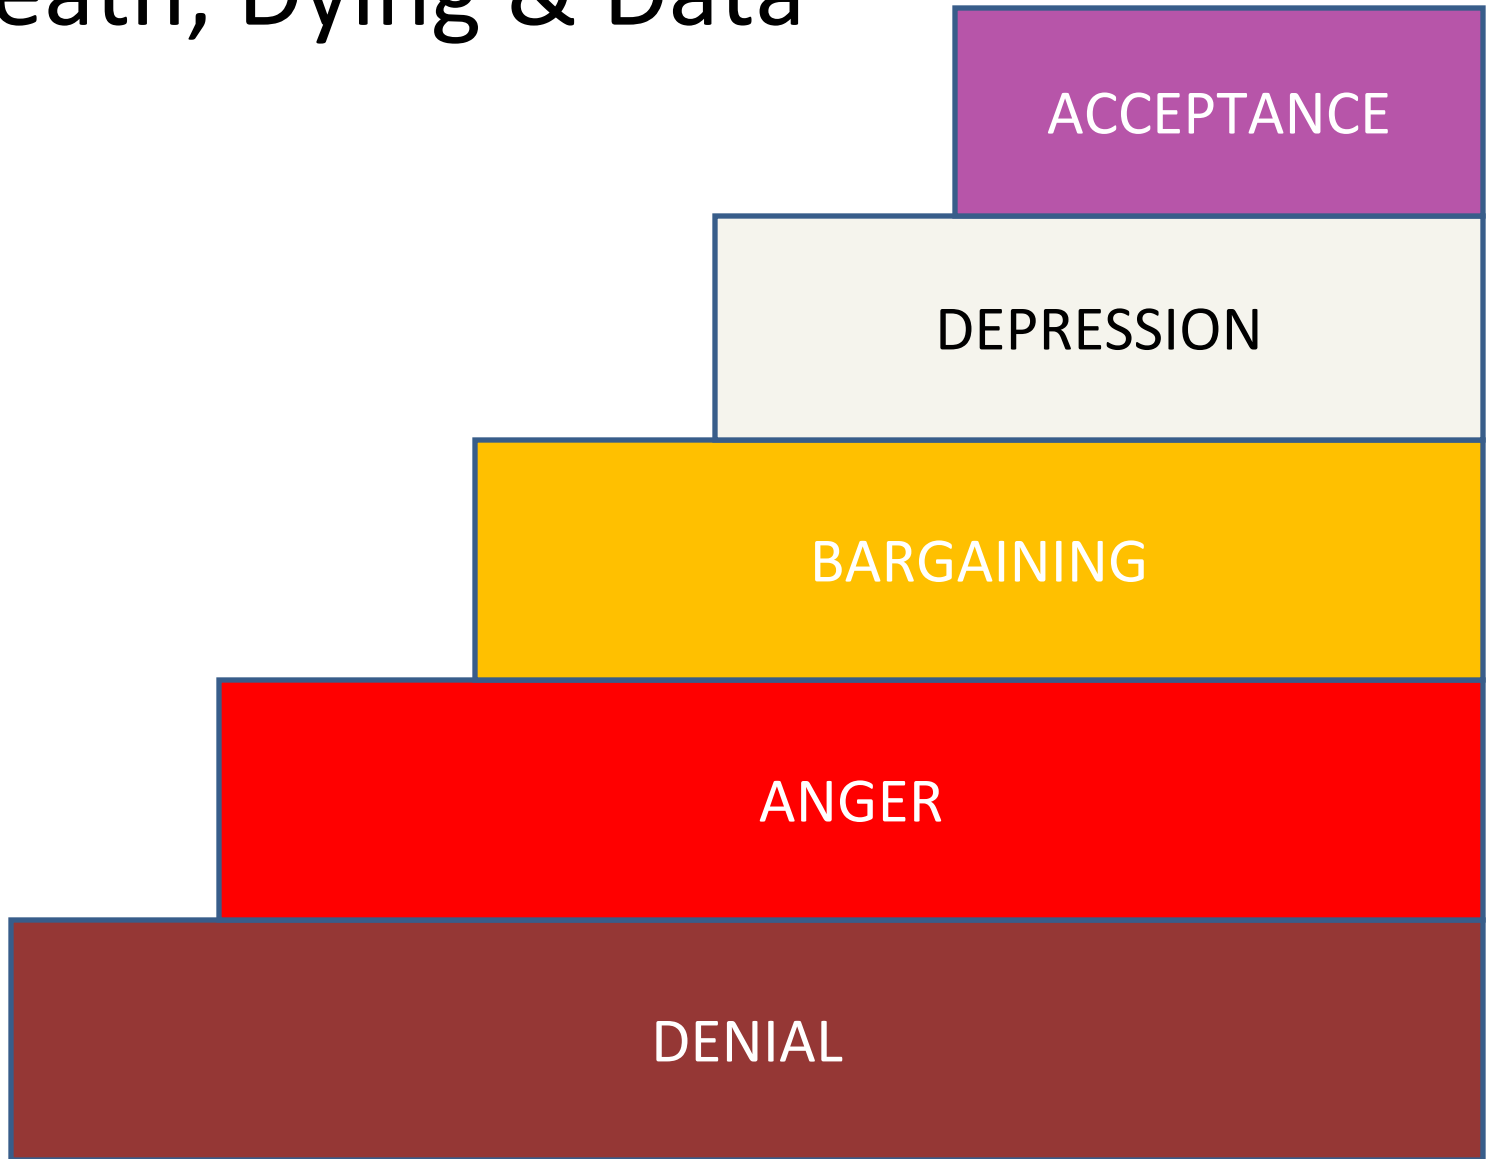 eath, Dying & Data
ACCEPTANCE
DEPRESSION
BARGAINING
ANGER
DENIAL